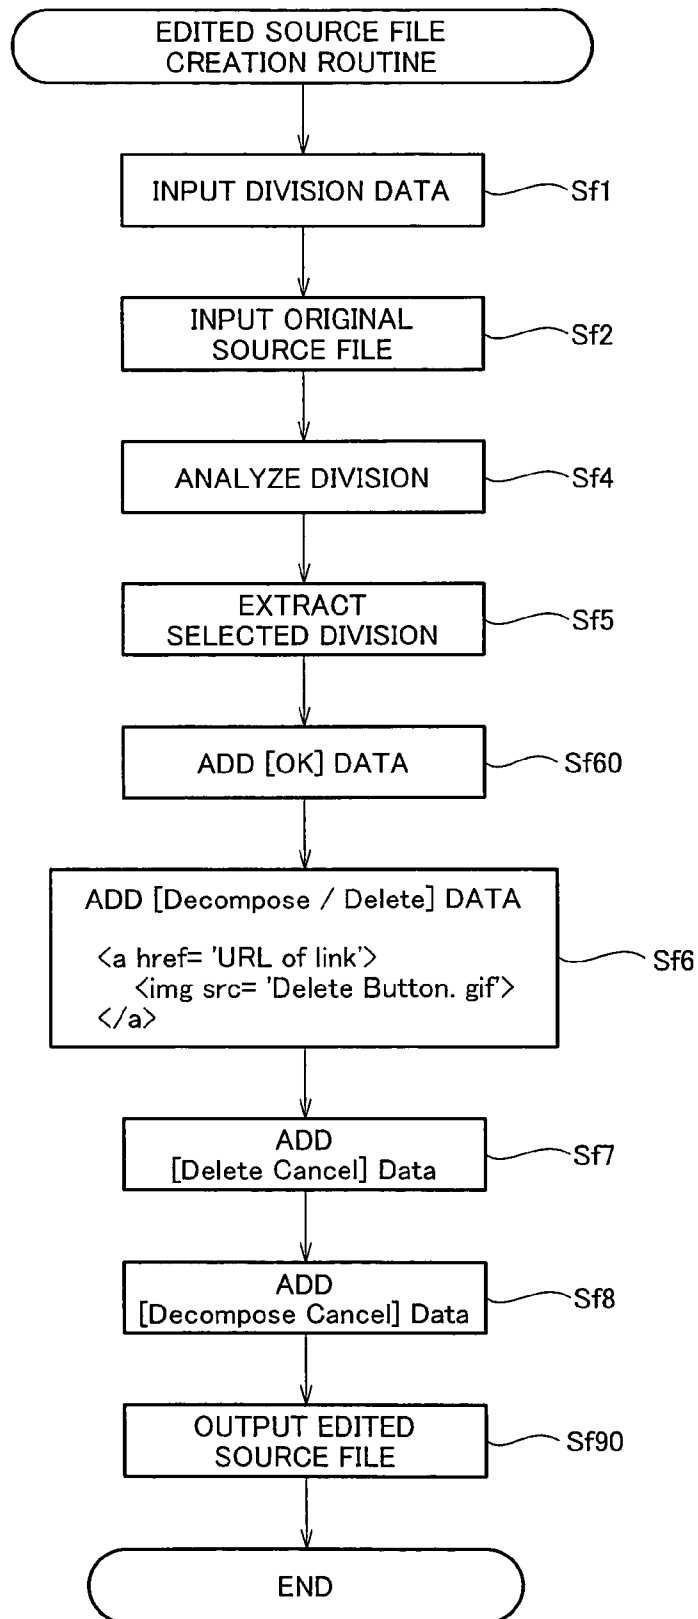 EDITED SOURCE FILE
CREATION ROUTINE
INPUT DIVISION DATA
Sf1
INPUT ORIGINAL
SOURCE FILE
Sf2
ANALYZE DIVISION
Sf4
EXTRACT
SELECTED DIVISION
Sf5
ADD [OK] DATA
Sf60
ADD [Decompose / Delete] DATA
<a href= 'URL of link'>
<img src= 'Delete Button. gif'>
</a>
Sf6
ADD
[Delete Cancel] Data
Sf7
ADD
[Decompose Cancel] Data
Sf8
OUTPUT EDITED
SOURCE FILE
Sf90
END